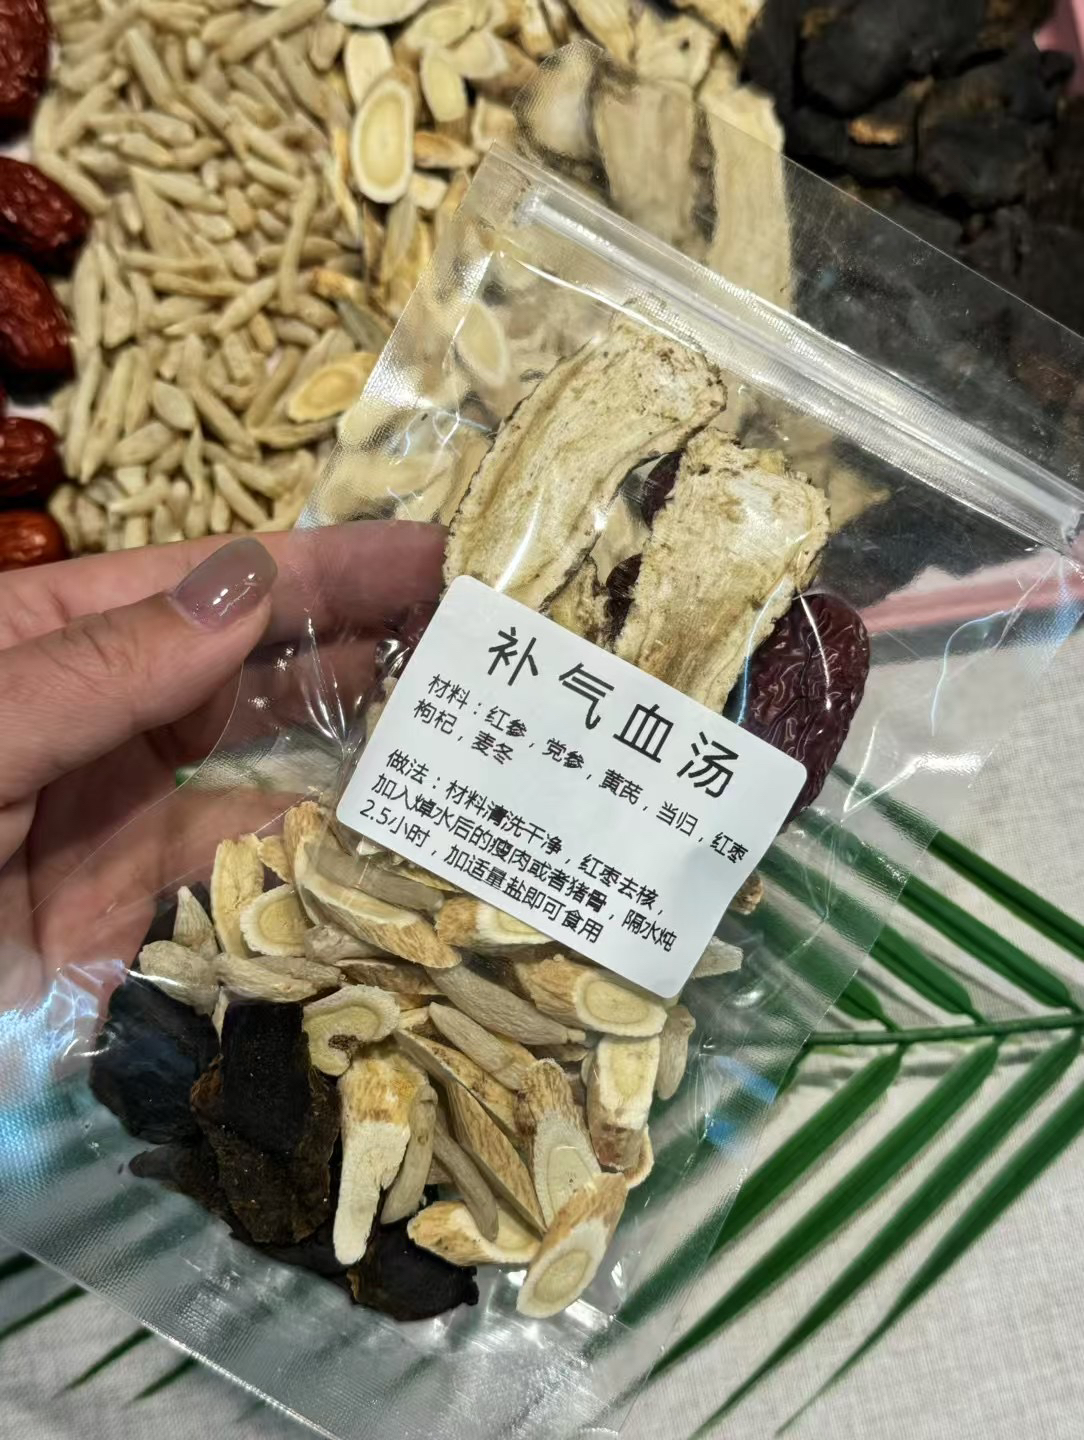 补气血汤
材料：红参，党参，黄芪，当归，红枣
枸杞，麦冬
做法：材料清洗干净，红枣去核，
加入焯水后的瘦肉或者猪骨，隔水炖
2.5小时，加适量盐即可食用